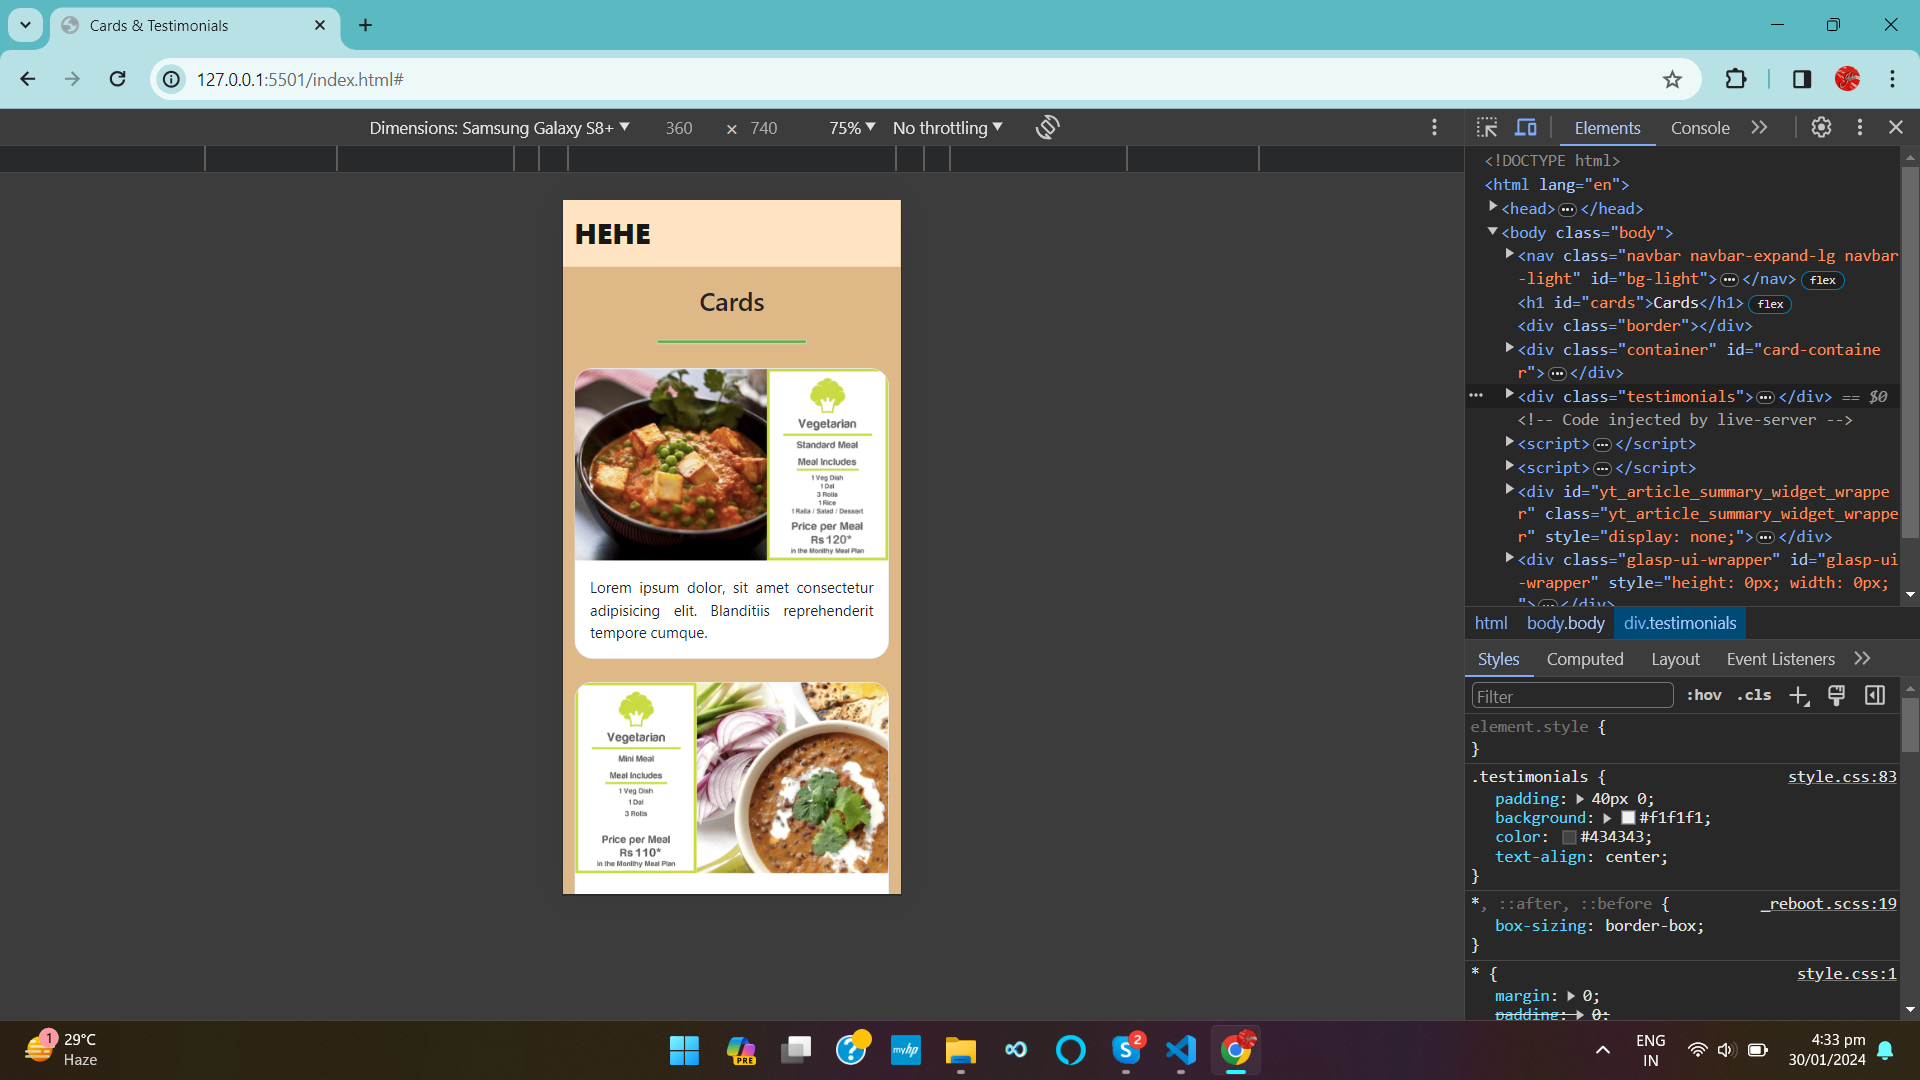 Cards & Testimonials
127.0.0.1:5501/index.html#
Dimensions: Samsung Galaxy S8+ 360 × 740 75% No throttling
HEHE
Cards
Vegetarian
Standard Meal
Meal Includes
1 Veg Dish
1 Dal
3 Rotis
1 Rice
1 Raita / Salad / Dessert
Price per Meal
Rs 120*
in the Monthly Meal Plan
Lorem ipsum dolor, sit amet consectetur
adipisicing elit. Blanditiis reprehenderit
tempore cumque.
Vegetarian
Mini Meal
Meal Includes
1 Veg Dish
1 Dal
3 Rotis
Price per Meal
Rs 110*
in the Monthly Meal Plan
Elements Console
<!DOCTYPE html>
<html lang="en">
<head>…</head>
<body class="body">
<nav class="navbar navbar-expand-lg navbar
-light" id="bg-light">…</nav> flex
<h1 id="cards">Cards</h1> flex
<div class="border"></div>
<div class="container" id="card-containe
r">…</div>
<div class="testimonials">…</div> == $0
<!-- Code injected by live-server -->
<script>…</script>
<script>…</script>
<div id="yt_article_summary_widget_wrappe
r" class="yt_article_summary_widget_wrappe
r" style="display: none;">…</div>
<div class="glasp-ui-wrapper" id="glasp-ui
-wrapper" style="height: 0px; width: 0px;
">…</div>
html body.body div.testimonials
Styles Computed Layout Event Listeners
Filter :hov .cls
element.style {
}
.testimonials { style.css:83
padding: 40px 0;
background: #f1f1f1;
color: #434343;
text-align: center;
}
*, ::after, ::before { _reboot.scss:19
box-sizing: border-box;
}
* { style.css:1
margin: 0;
padding: 0;
1
29°C
Haze
PRE
myhp
2
ENG
IN
4:33 pm
30/01/2024